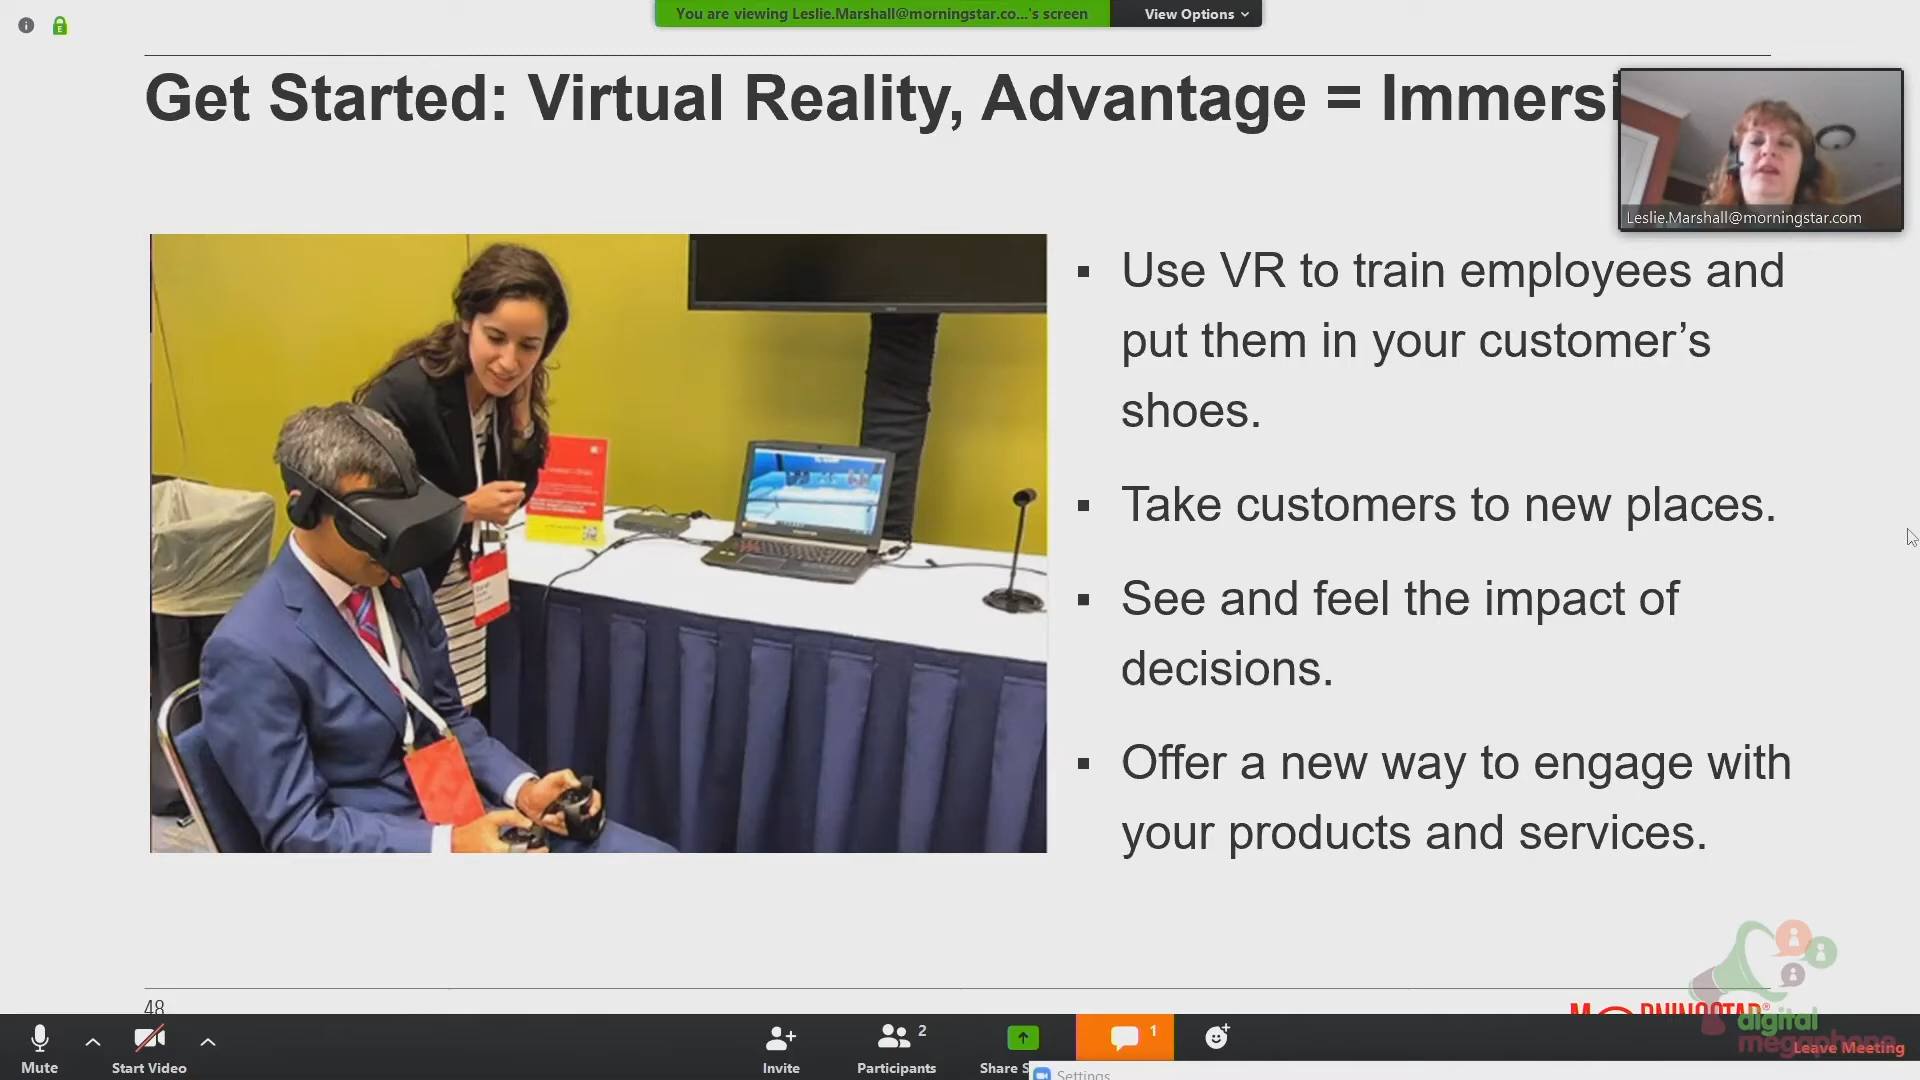 You are viewing Leslie.Marshall@morningstar.co...'s screen
View Options
Get Started: Virtual Reality, Advantage = Immersi
Leslie.Marshall@morningstar.com
▪ Use VR to train employees and
put them in your customer’s
shoes.
▪ Take customers to new places.
▪ See and feel the impact of
decisions.
▪ Offer a new way to engage with
your products and services.
48
MORNINGSTAR®
digital
megaphone
Mute
Start Video
Invite
Participants
2
Share S
1
Leave Meeting
Settings